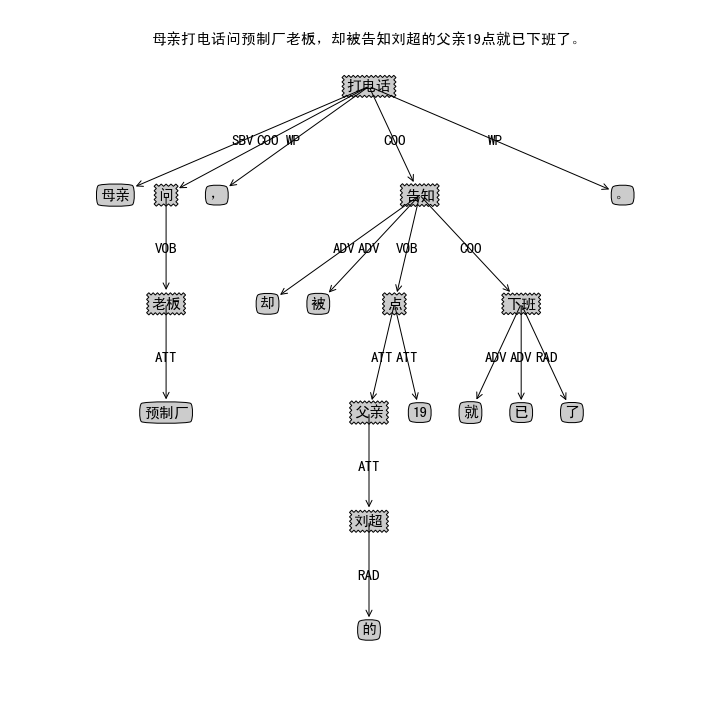 母亲打电话问预制厂老板，却被告知刘超的父亲19点就已下班了。
打电话
SBV COO WP COO WP
母亲 问 ， 告知 。
VOB ADV ADV VOB COO
老板 却 被 点 下班
ATT ATT ATT ADV ADV RAD
预制厂 父亲 19 就 已 了
ATT
刘超
RAD
的